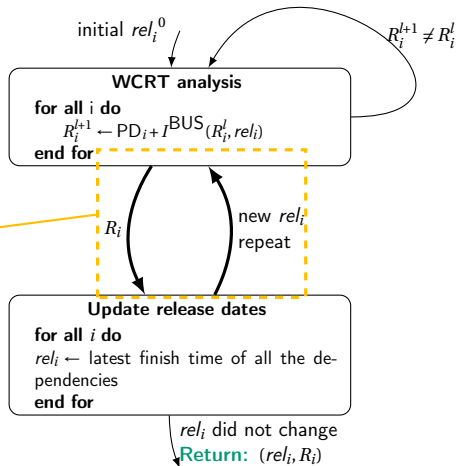 initial rel_i^0
R_i^{l+1} ≠ R_i^l
WCRT analysis
for all i do
R_i^{l+1} ← PD_i + I^BUS(R_i^l, rel_i)
end for
R_i
new rel_i
repeat
Update release dates
for all i do
rel_i ← latest finish time of all the de-
pendencies
end for
rel_i did not change
Return: (rel_i, R_i)